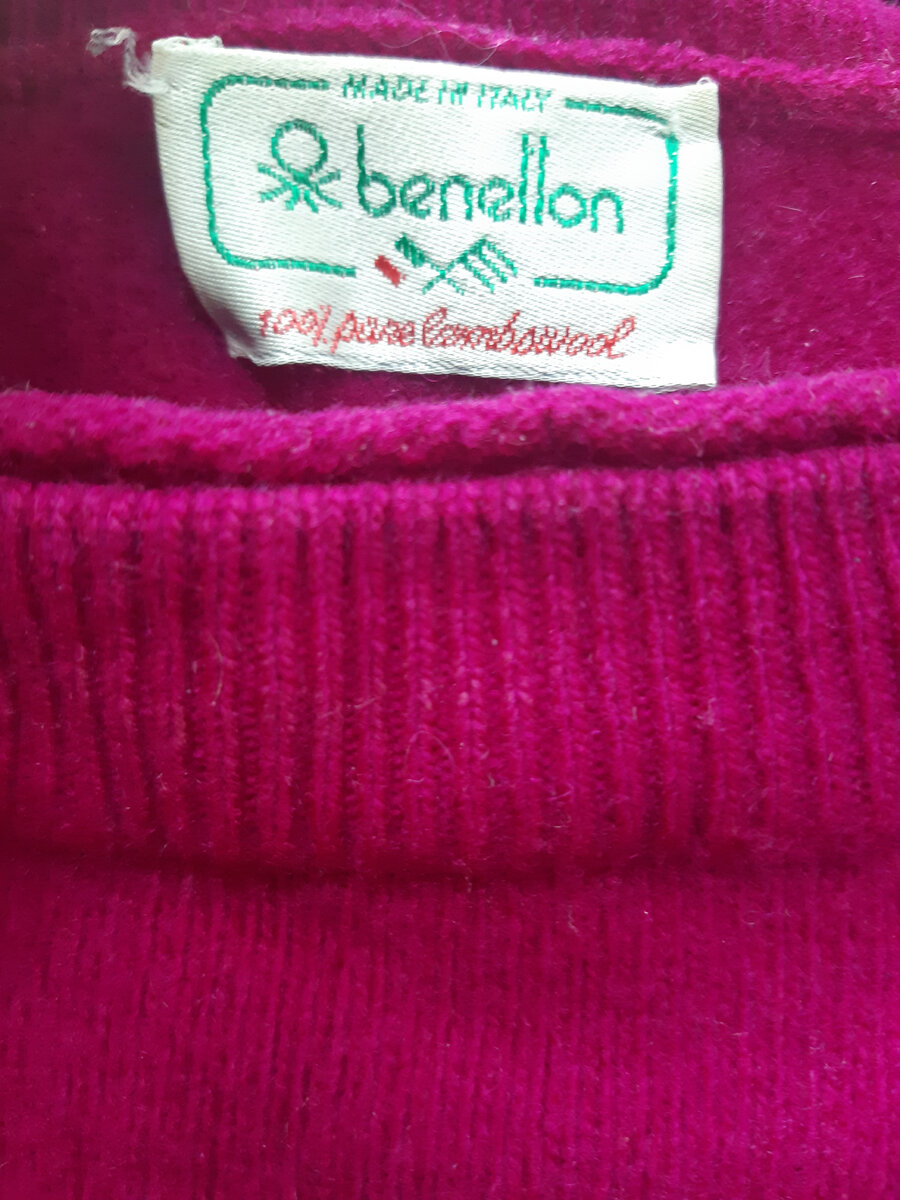 MADE IN ITALY
benetton
100% pure lambswool